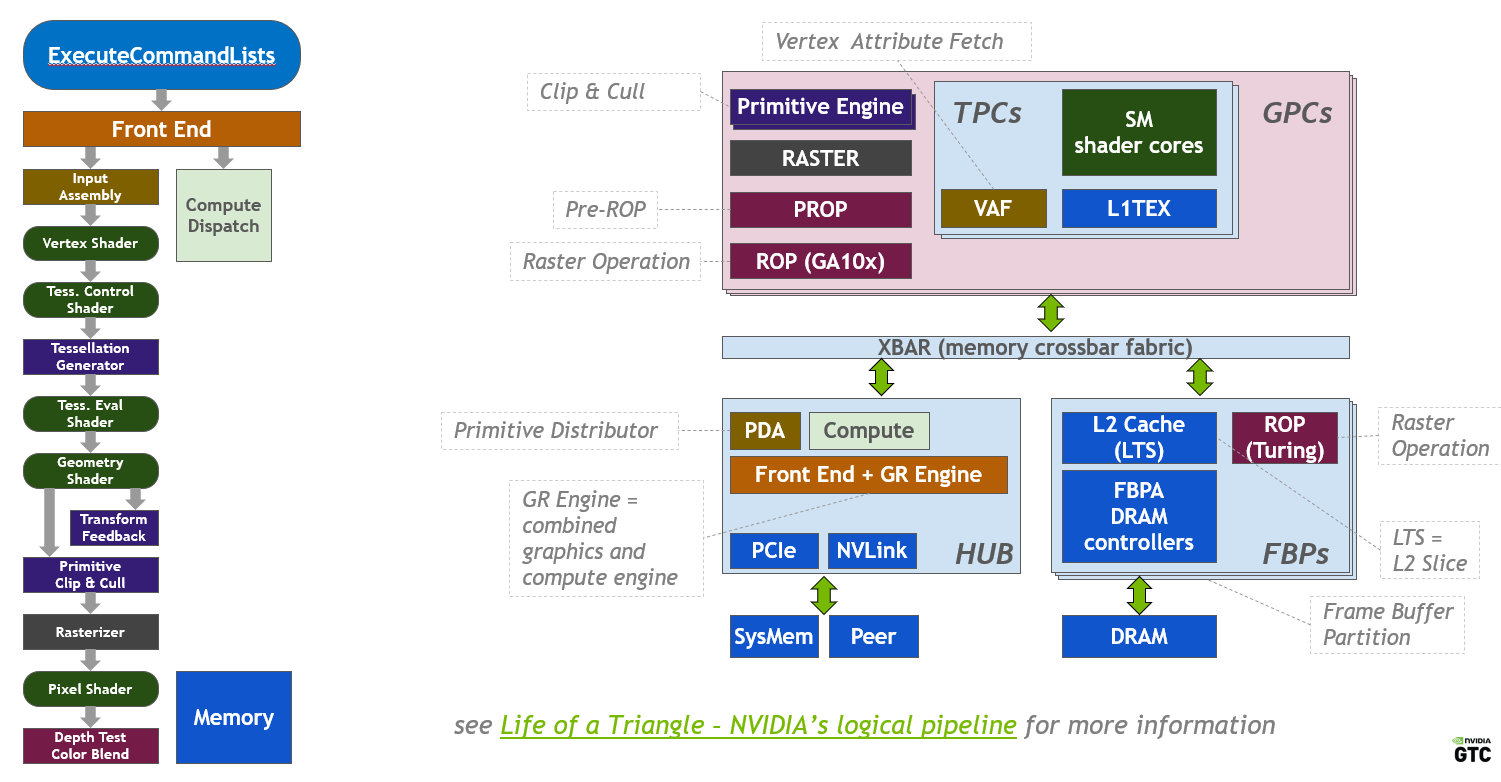 ExecuteCommandLists
Front End
Input
Assembly
Compute
Dispatch
Vertex Shader
Tess. Control
Shader
Tessellation
Generator
Tess. Eval
Shader
Geometry
Shader
Transform
Feedback
Primitive
Clip & Cull
Rasterizer
Pixel Shader
Depth Test
Color Blend
Memory
Vertex  Attribute Fetch
Clip & Cull
Primitive Engine
RASTER
Pre-ROP
PROP
Raster Operation
ROP (GA10x)
TPCs
SM
shader cores
VAF
L1TEX
GPCs
XBAR (memory crossbar fabric)
Primitive Distributor
PDA
Compute
Front End + GR Engine
GR Engine =
combined
graphics and
compute engine
PCIe
NVLink
HUB
SysMem
Peer
L2 Cache
(LTS)
ROP
(Turing)
Raster
Operation
FBPA
DRAM
controllers
FBPs
LTS =
L2 Slice
Frame Buffer
Partition
DRAM
see Life of a Triangle – NVIDIA’s logical pipeline for more information
NVIDIA
GTC